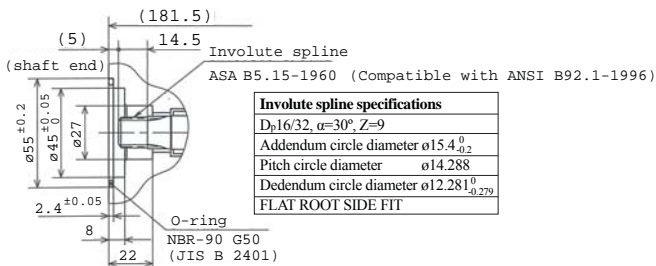 (181.5)
(5) 14.5
(shaft end)
Involute spline
ASA B5.15-1960 (Compatible with ANSI B92.1-1996)
ø55±0.2
ø45±0.05
ø27
Involute spline specifications
Dp16/32, α=30º, Z=9
Addendum circle diameter ø15.4 0 -0.2
Pitch circle diameter ø14.288
Dedendum circle diameter ø12.281 0 -0.279
FLAT ROOT SIDE FIT
2.4±0.05
O-ring
8
NBR-90 G50
22
(JIS B 2401)